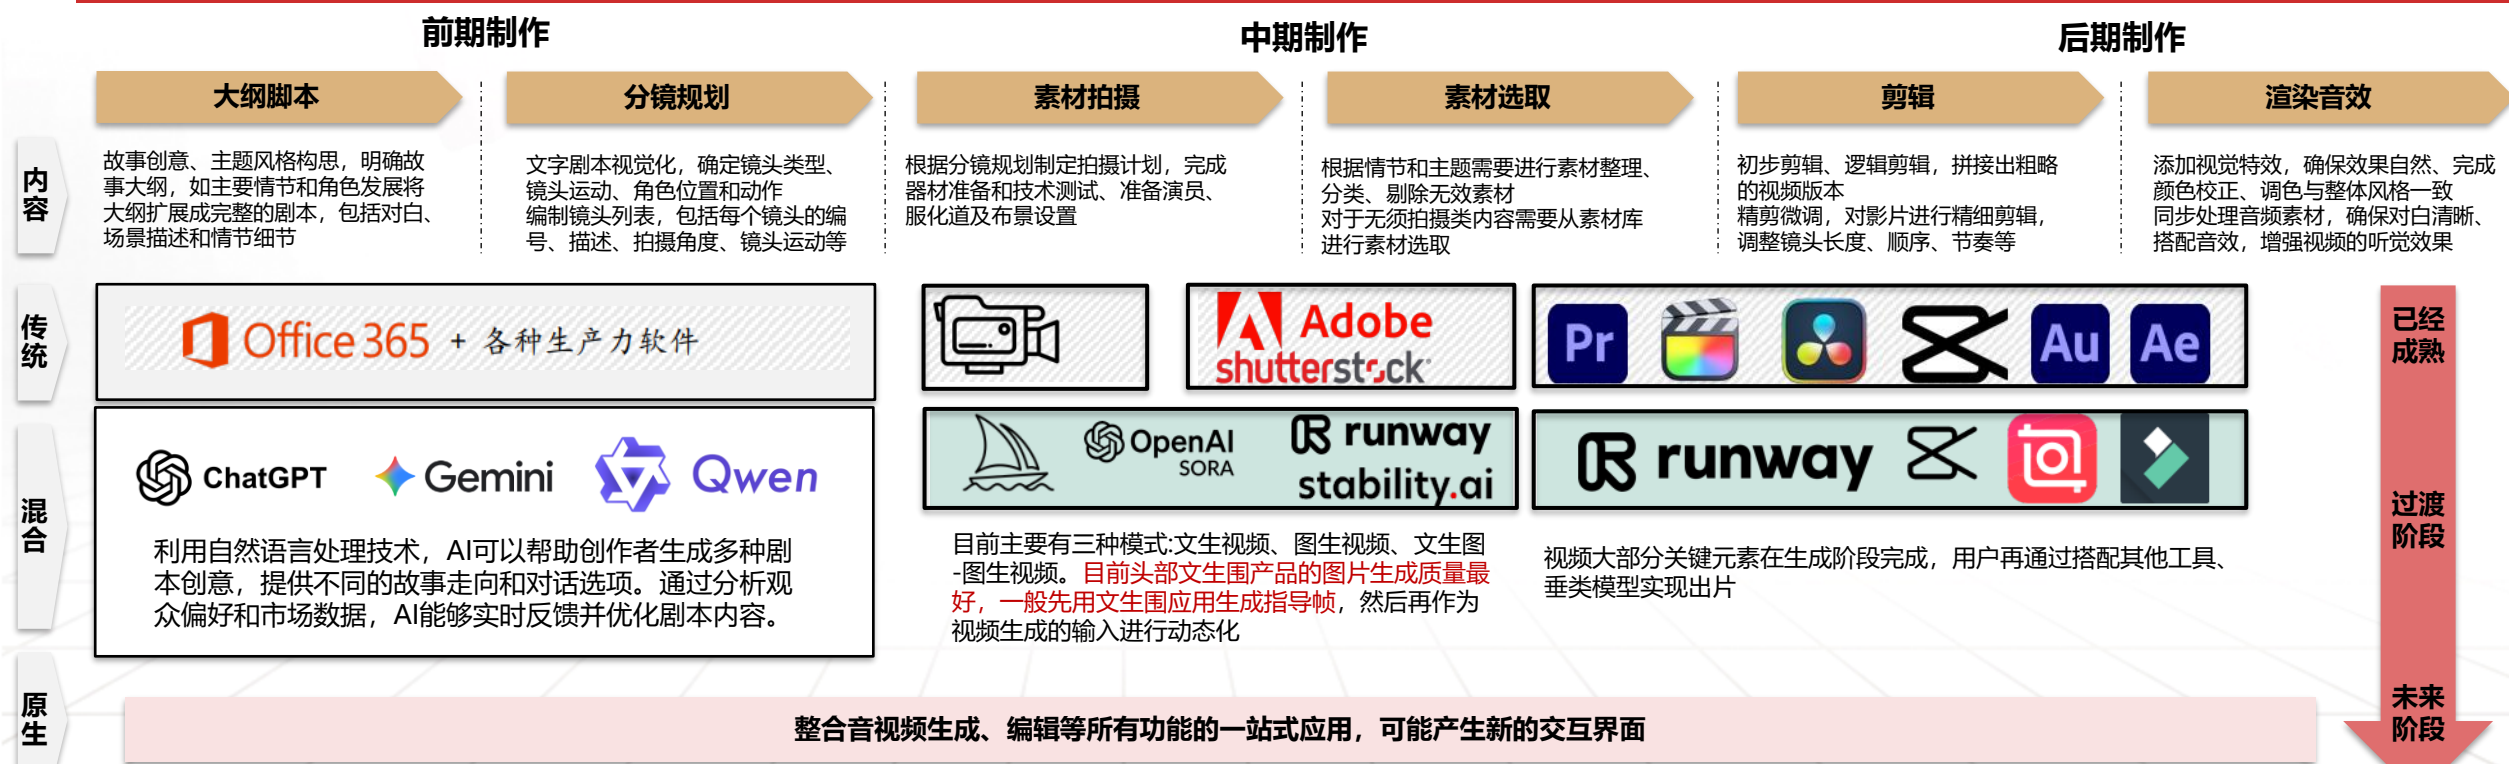 前期制作
中期制作
后期制作
大纲脚本
分镜规划
素材拍摄
素材选取
剪辑
渲染音效
内容
故事创意、主题风格构思，明确故
事大纲，如主要情节和角色发展将
大纲扩展成完整的剧本，包括对白、
场景描述和情节细节
文字剧本视觉化，确定镜头类型、
镜头运动、角色位置和动作
编制镜头列表，包括每个镜头的编
号、描述、拍摄角度、镜头运动等
根据分镜规划制定拍摄计划，完成
器材准备和技术测试、准备演员、
服化道及布景设置
根据情节和主题需要进行素材整理、
分类、剔除无效素材
对于无须拍摄类内容需要从素材库
进行素材选取
初步剪辑、逻辑剪辑，拼接出粗略
的视频版本
精剪微调，对影片进行精细剪辑，
调整镜头长度、顺序、节奏等
添加视觉特效，确保效果自然、完成
颜色校正、调色与整体风格一致
同步处理音频素材，确保对白清晰、
搭配音效，增强视频的听觉效果
传统
Office 365 + 各种生产力软件
Adobe
shutterstock
Pr
Au
Ae
已经
成熟
混合
ChatGPT
Gemini
Qwen
利用自然语言处理技术，AI可以帮助创作者生成多种剧
本创意，提供不同的故事走向和对话选项。通过分析观
众偏好和市场数据，AI能够实时反馈并优化剧本内容。
OpenAI
SORA
runway
stability.ai
目前主要有三种模式:文生视频、图生视频、文生图
-图生视频。目前头部文生围产品的图片生成质量最
好，一般先用文生围应用生成指导帧，然后再作为
视频生成的输入进行动态化
runway
视频大部分关键元素在生成阶段完成，用户再通过搭配其他工具、
垂类模型实现出片
过渡
阶段
原生
整合音视频生成、编辑等所有功能的一站式应用，可能产生新的交互界面
未来
阶段